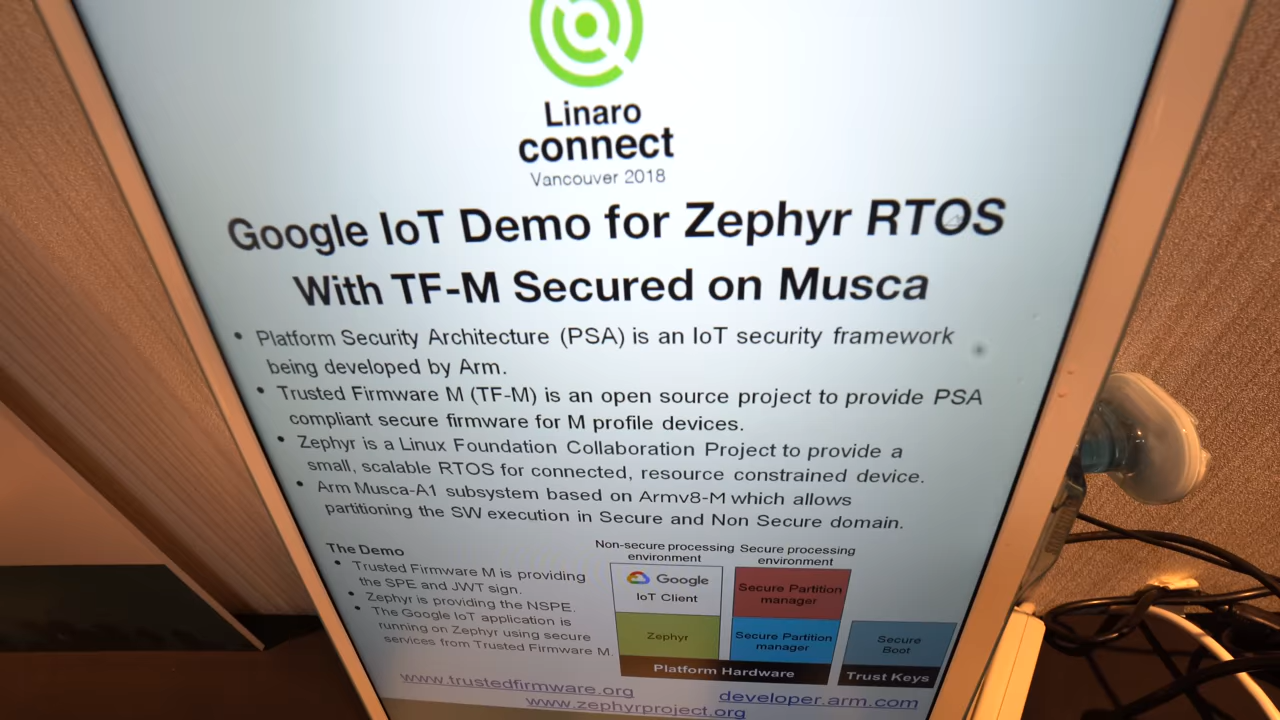 Linaro
connect
Vancouver 2018
Google IoT Demo for Zephyr RTOS
With TF-M Secured on Musca
• Platform Security Architecture (PSA) is an IoT security framework
being developed by Arm.
• Trusted Firmware M (TF-M) is an open source project to provide PSA
compliant secure firmware for M profile devices.
• Zephyr is a Linux Foundation Collaboration Project to provide a
small, scalable RTOS for connected, resource constrained device.
• Arm Musca-A1 subsystem based on Armv8-M which allows
partitioning the SW execution in Secure and Non Secure domain.
The Demo
• Trusted Firmware M is providing
the SPE and JWT sign.
• Zephyr is providing the NSPE.
• The Google IoT application is
running on Zephyr using secure
services from Trusted Firmware M.
Non-secure processing
environment
Secure processing
environment
Google
IoT Client
Zephyr
Secure Partition
manager
Secure Partition
manager
Platform Hardware
Secure
Boot
Trust Keys
www.trustedfirmware.org
developer.arm.com
www.zephyrproject.org